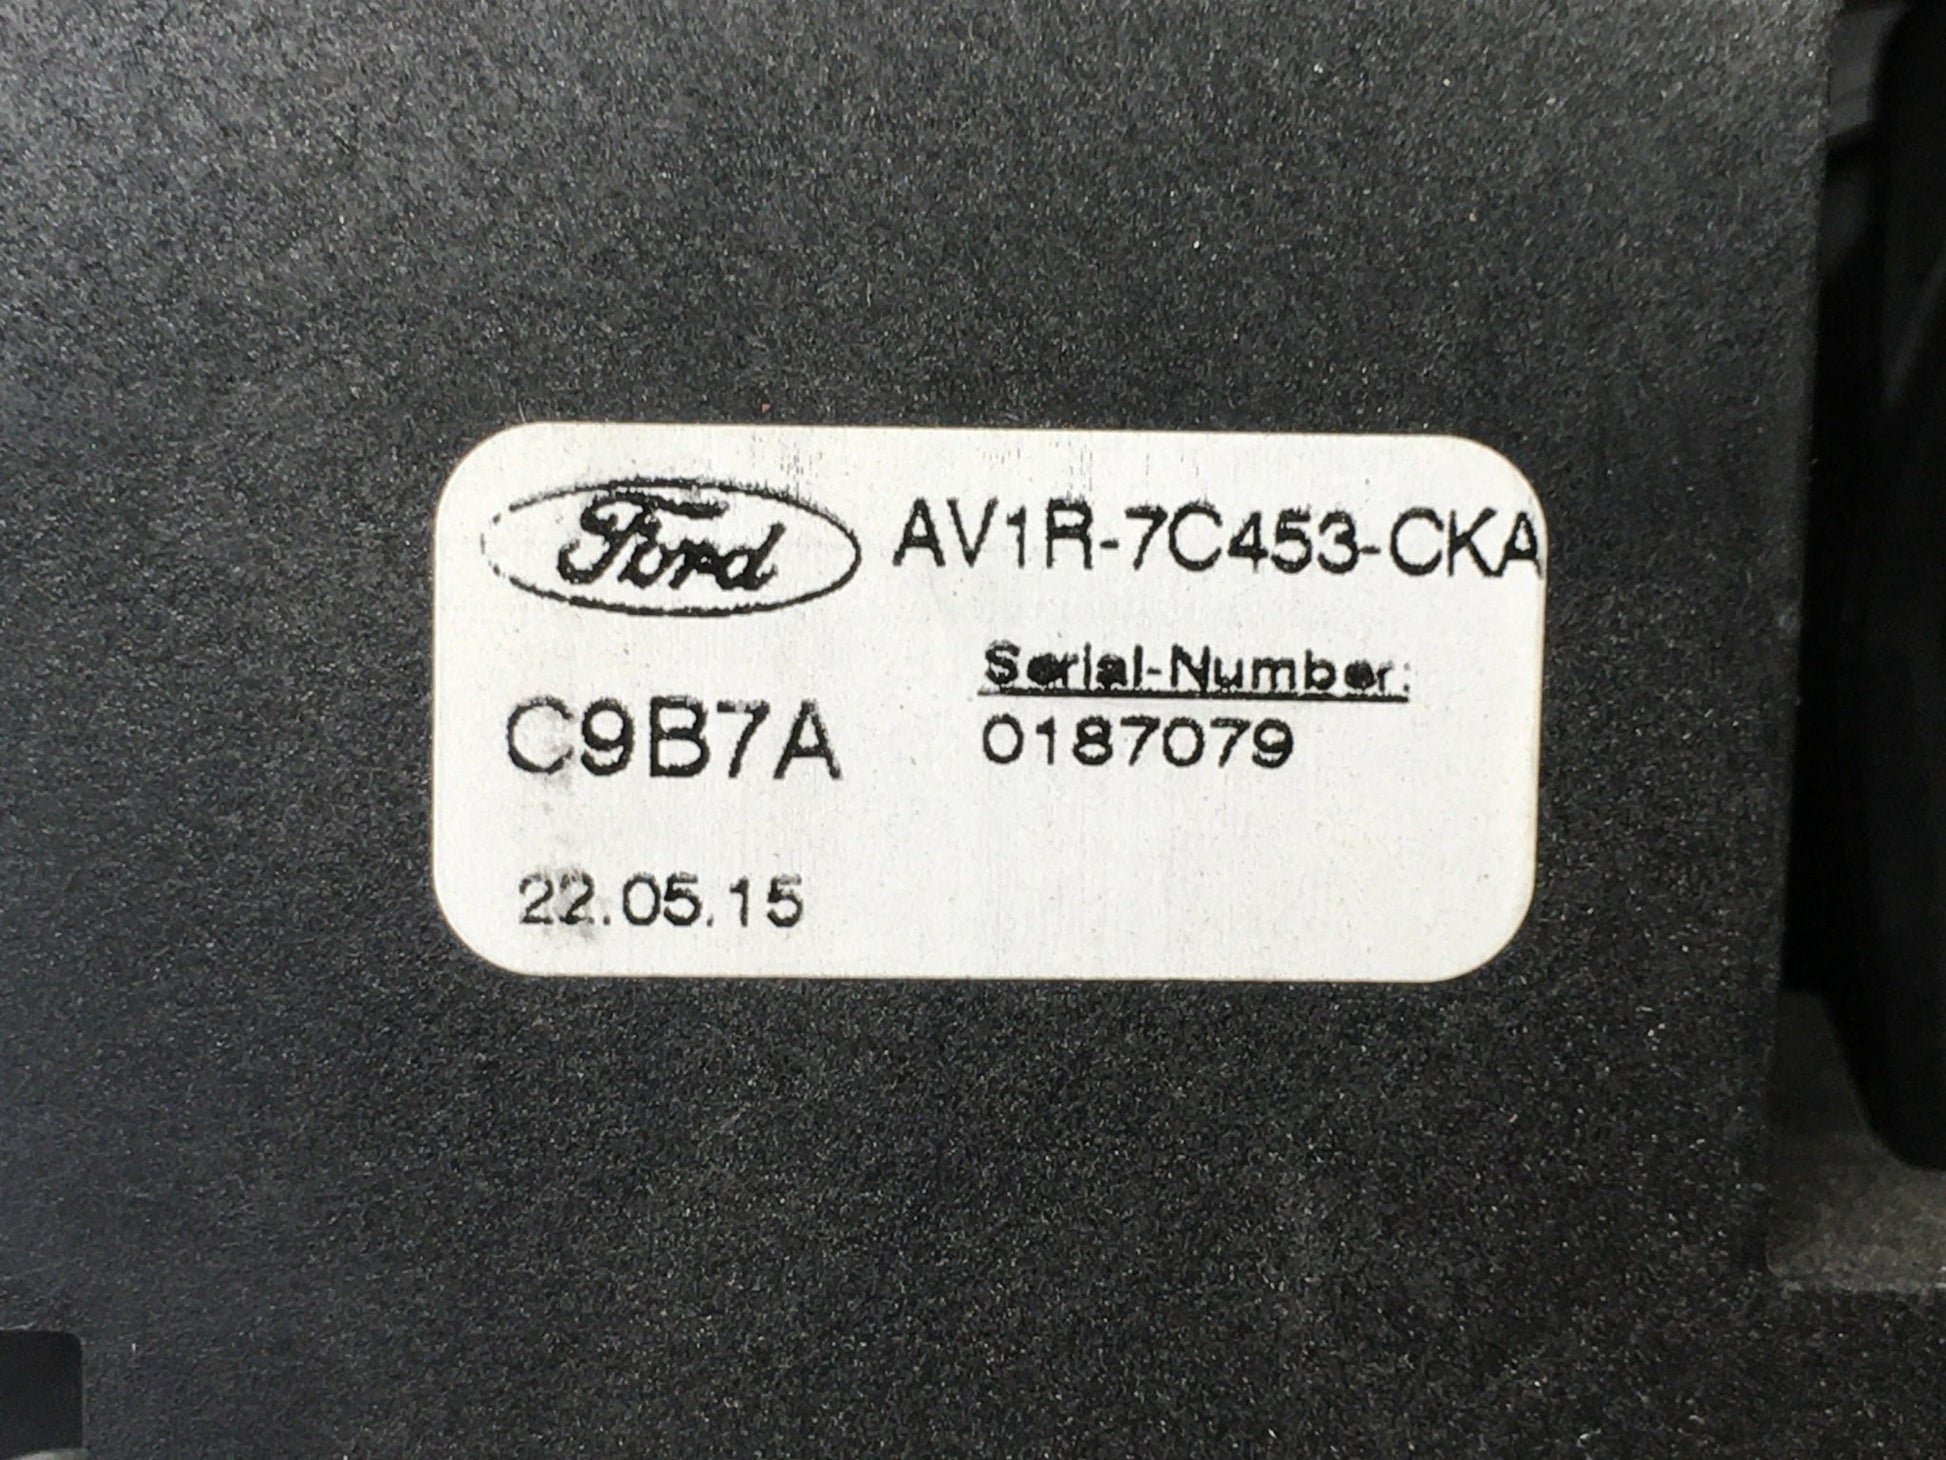 Ford AV1R-7C453-CKA
Serial-Number:
C9B7A 0187079
22.05.15